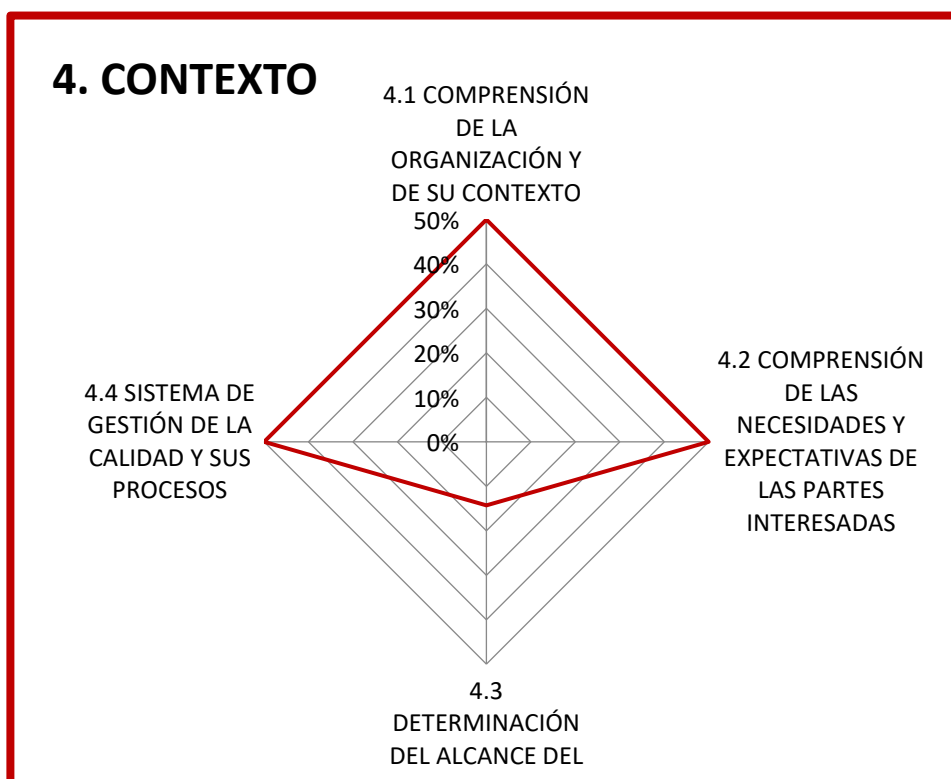 4. CONTEXTO
4.1 COMPRENSIÓN
DE LA
ORGANIZACIÓN Y
DE SU CONTEXTO
50%
40%
30%
20%
10%
0%
4.2 COMPRENSIÓN
DE LAS
NECESIDADES Y
EXPECTATIVAS DE
LAS PARTES
INTERESADAS
4.3
DETERMINACIÓN
DEL ALCANCE DEL
4.4 SISTEMA DE
GESTIÓN DE LA
CALIDAD Y SUS
PROCESOS